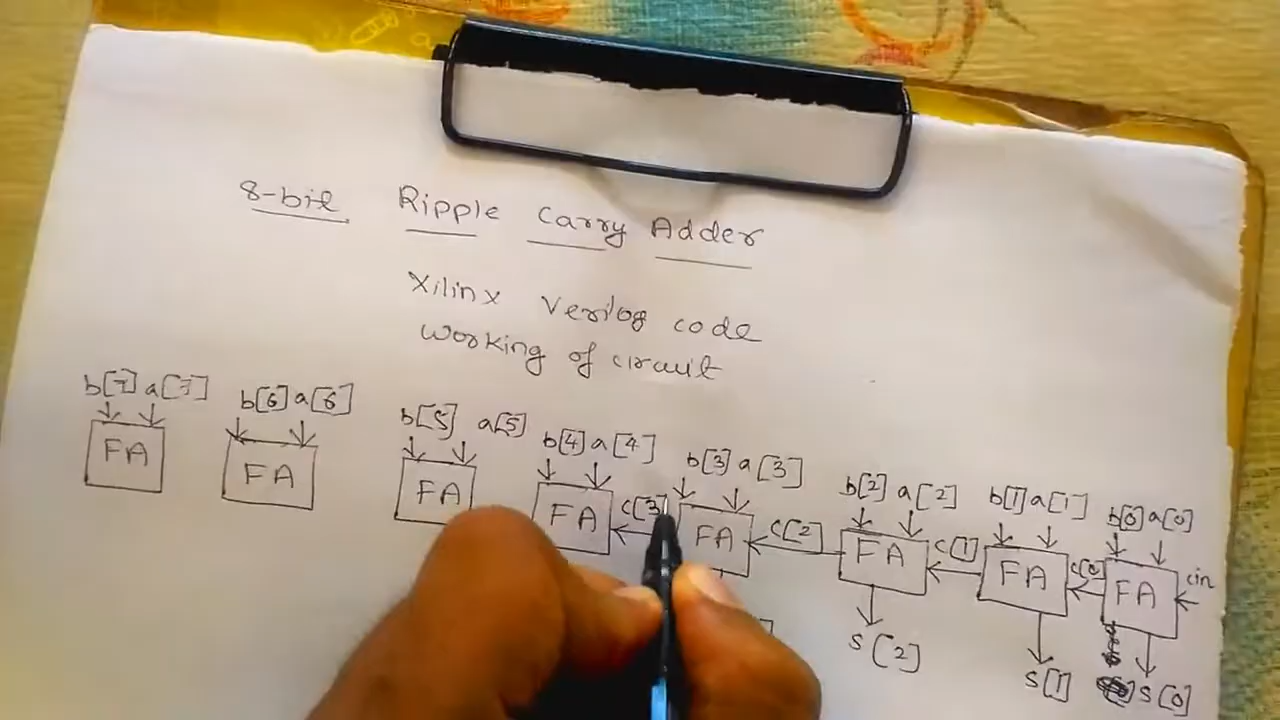 8-bit Ripple Carry Adder
Xilinx Verilog code
Working of circuit
b[7] a[7] b[6] a[6] b[5] a[5] b[4] a[4] b[3] a[3] b[2] a[2] b[1] a[1] b[0] a[0]
FA FA FA FA c[3] FA c[2] FA c[1] FA c[0] FA cin
s[2] s[1] s[0]